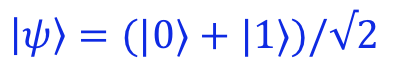 |ψ⟩ = (|0⟩ + |1⟩)/√2